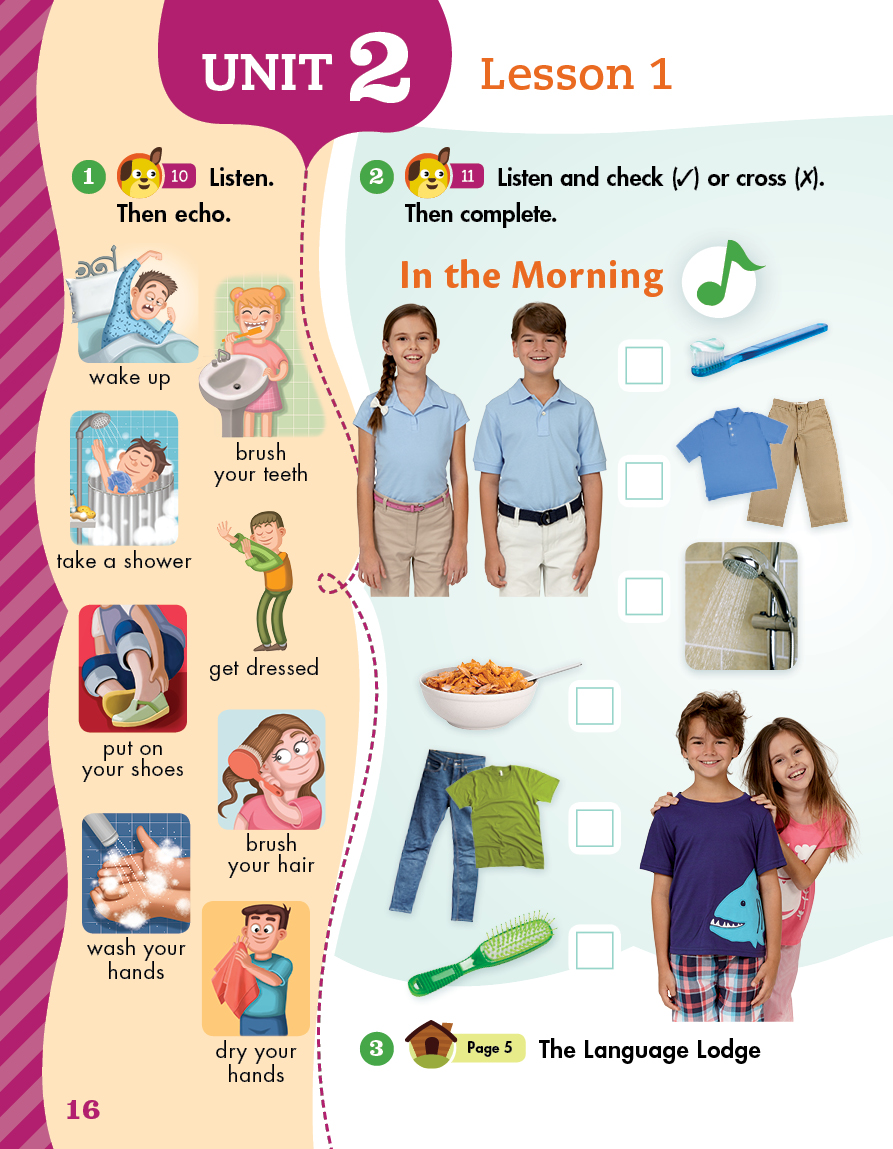 UNIT 2
Lesson 1
1
10
Listen.
Then echo.
wake up
brush
your teeth
take a shower
get dressed
put on
your shoes
brush
your hair
wash your
hands
dry your
hands
2
11
Listen and check (✓) or cross (✗).
Then complete.
In the Morning
3
Page 5
The Language Lodge
16